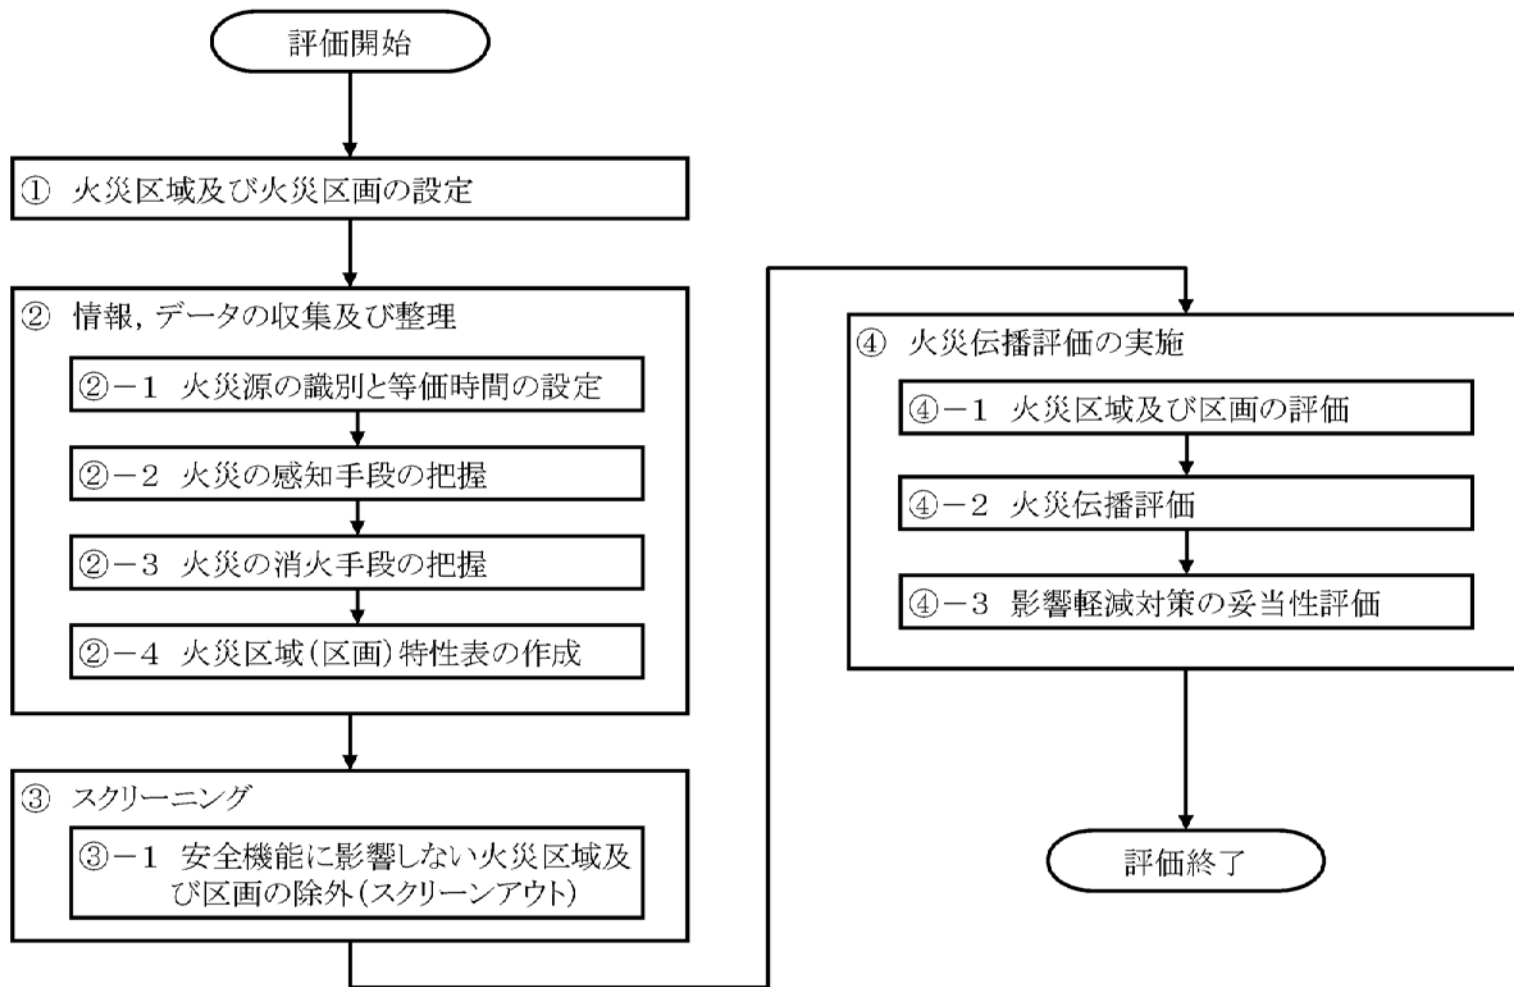 評価開始
① 火災区域及び火災区画の設定
② 情報，データの収集及び整理
②－１ 火災源の識別と等価時間の設定
②－２ 火災の感知手段の把握
②－３ 火災の消火手段の把握
②－４ 火災区域（区画）特性表の作成
③ スクリーニング
③－１ 安全機能に影響しない火災区域及
び区画の除外（スクリーンアウト）
④ 火災伝播評価の実施
④－１ 火災区域及び区画の評価
④－２ 火災伝播評価
④－３ 影響軽減対策の妥当性評価
評価終了